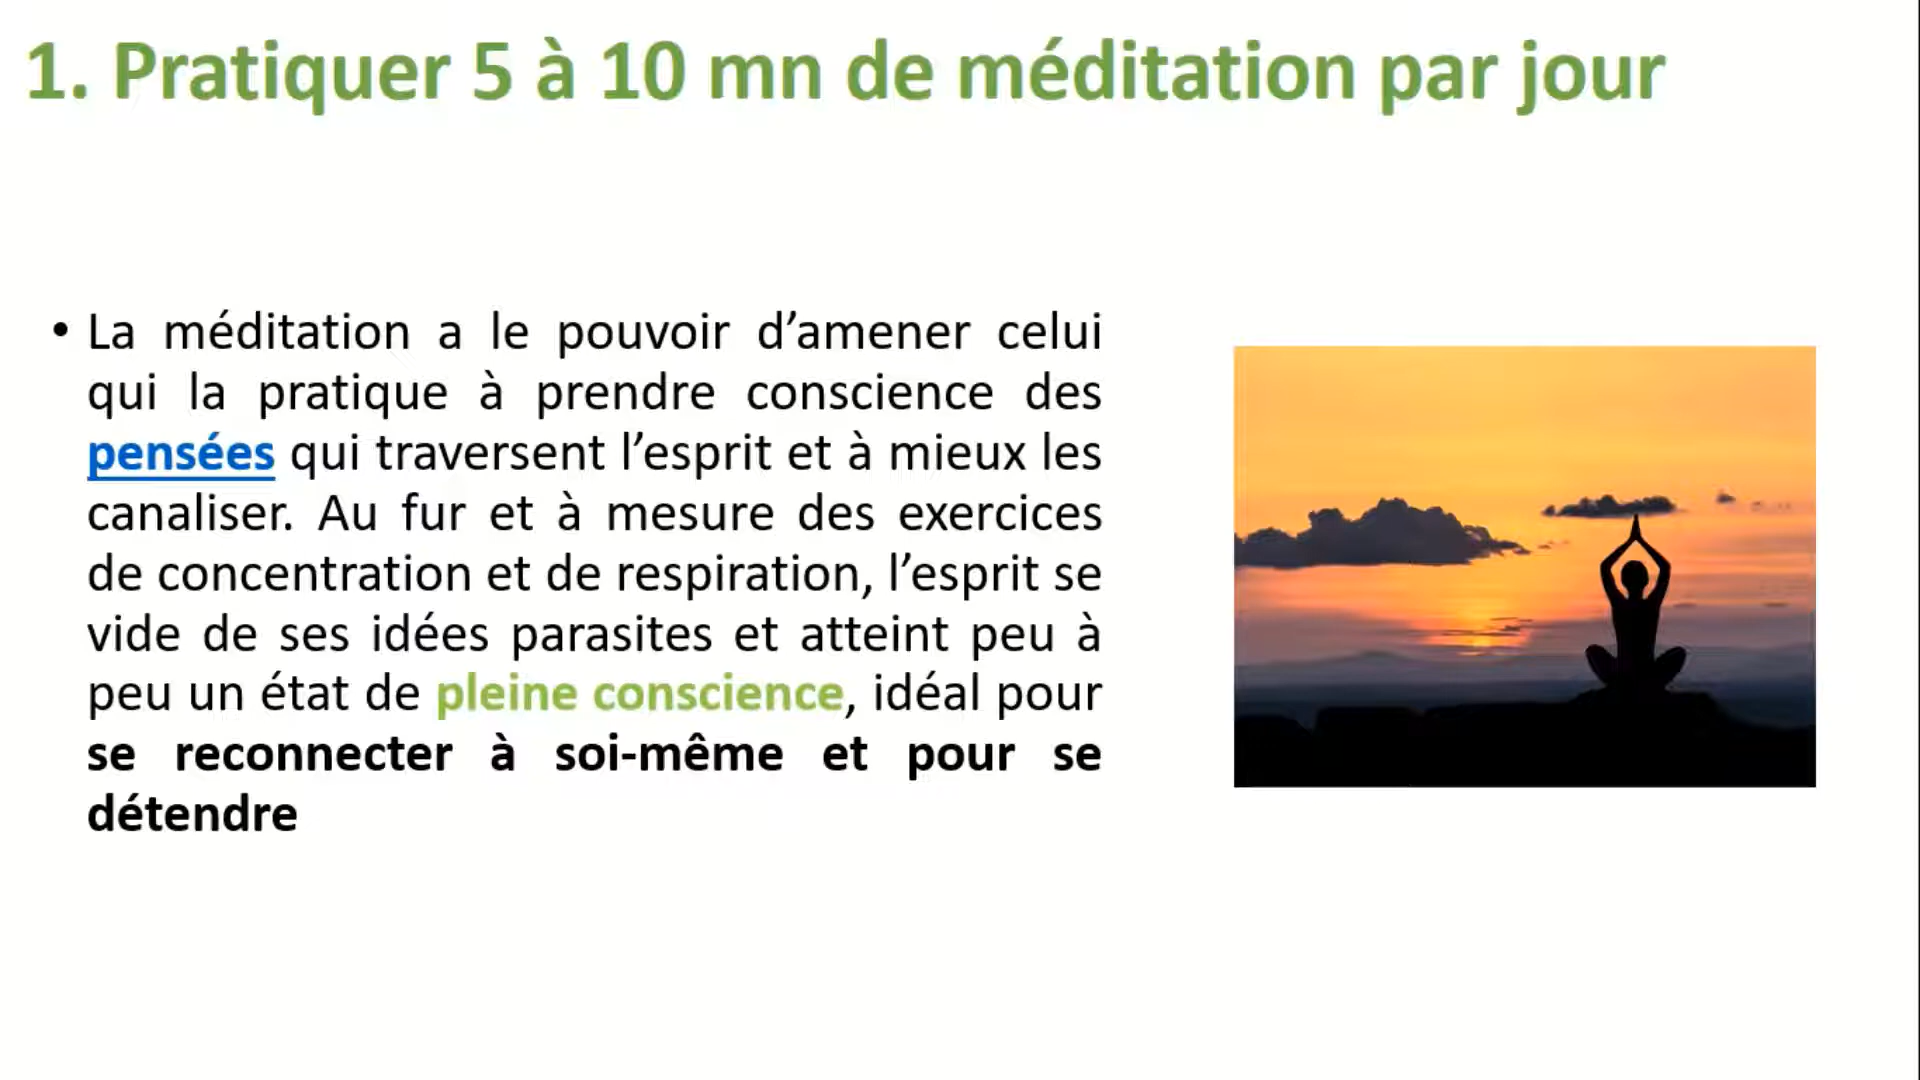 1. Pratiquer 5 à 10 mn de méditation par jour
• La méditation a le pouvoir d’amener celui
qui la pratique à prendre conscience des
pensées qui traversent l’esprit et à mieux les
canaliser. Au fur et à mesure des exercices
de concentration et de respiration, l’esprit se
vide de ses idées parasites et atteint peu à
peu un état de pleine conscience, idéal pour
se reconnecter à soi-même et pour se
détendre